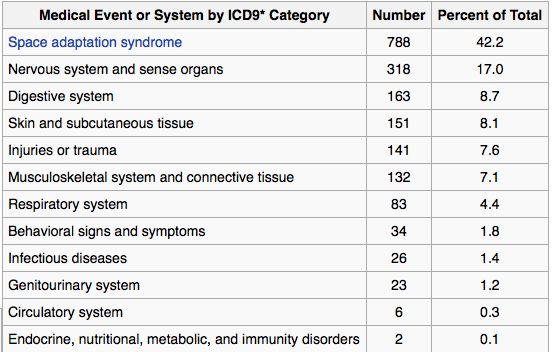 Medical Event or System by ICD9* Category Number Percent of Total
Space adaptation syndrome 788 42.2
Nervous system and sense organs 318 17.0
Digestive system 163 8.7
Skin and subcutaneous tissue 151 8.1
Injuries or trauma 141 7.6
Musculoskeletal system and connective tissue 132 7.1
Respiratory system 83 4.4
Behavioral signs and symptoms 34 1.8
Infectious diseases 26 1.4
Genitourinary system 23 1.2
Circulatory system 6 0.3
Endocrine, nutritional, metabolic, and immunity disorders 2 0.1